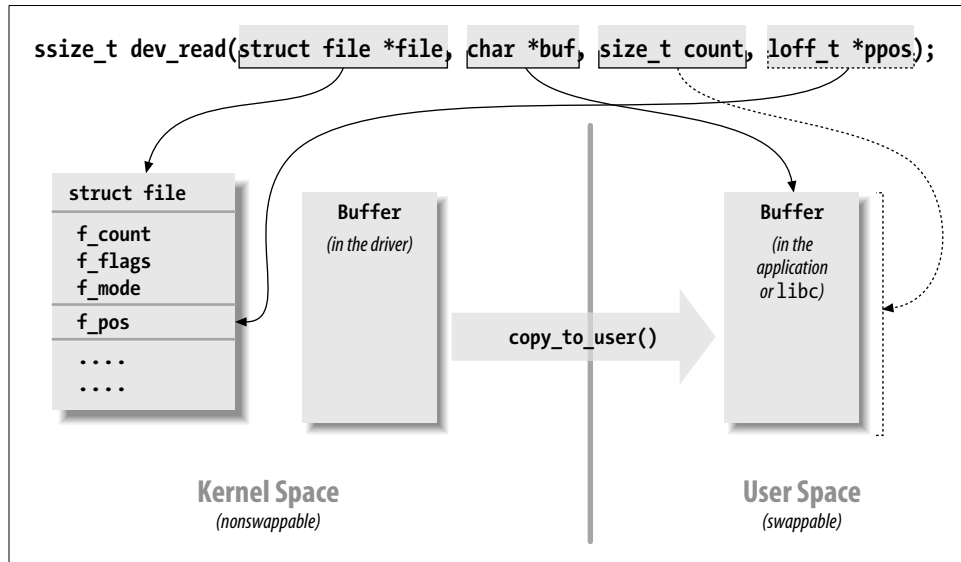 ssize_t dev_read(struct file *file, char *buf, size_t count, loff_t *ppos);
struct file
f_count
f_flags
f_mode
f_pos
....
....
Buffer
(in the driver)
copy_to_user()
Buffer
(in the
application
or libc)
Kernel Space
(nonswappable)
User Space
(swappable)